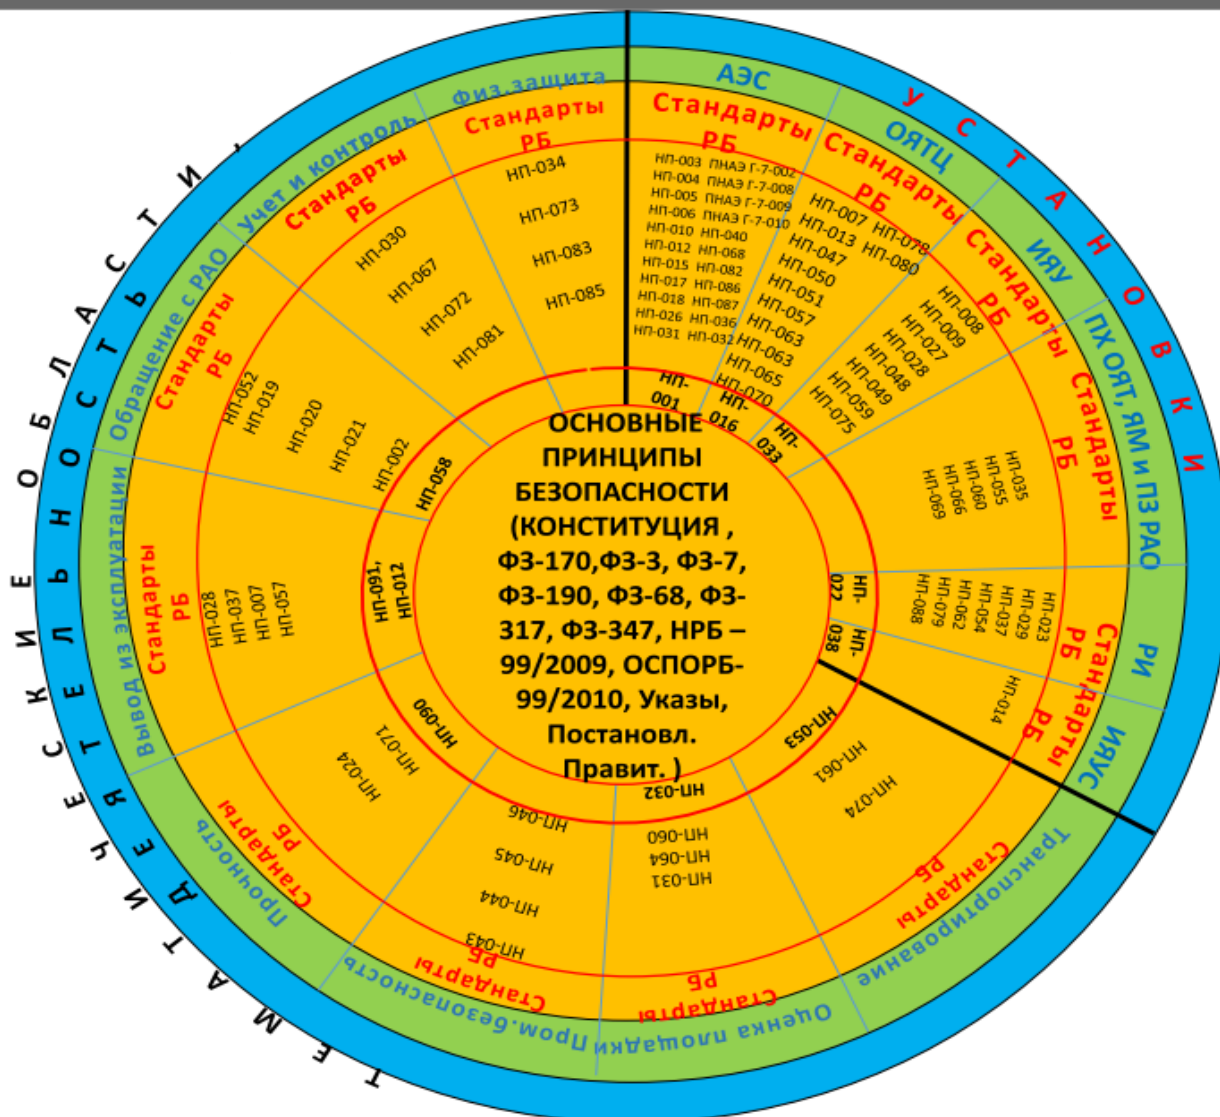 УСТАНОВКИ
ТЕМАТИЧЕСКИЕ ОБЛАСТИ,
ДЕЯТЕЛЬНОСТЬ
АЭС
Стандарты
РБ
НП-003 ПНАЭ Г-7-002
НП-004 ПНАЭ Г-7-008
НП-005 ПНАЭ Г-7-009
НП-006 ПНАЭ Г-7-010
НП-010 НП-040
НП-012 НП-068
НП-015 НП-082
НП-017 НП-086
НП-018 НП-087
НП-026 НП-036
НП-031 НП-032
НП-
001
ОЯТЦ
Стандарты
РБ
НП-007 НП-078
НП-013 НП-080
НП-047
НП-050
НП-051
НП-057
НП-063
НП-063
НП-065
НП-070
НП-
016
ИЯУ
Стандарты
РБ
НП-008
НП-009
НП-027
НП-028
НП-048
НП-049
НП-059
НП-075
НП-
033
ПХ ОЯТ, ЯМ и ПЗ РАО
Стандарты
РБ
НП-035
НП-055
НП-060
НП-066
НП-069
РИ
Стандарты
РБ
НП-023
НП-029
НП-037
НП-054
НП-062
НП-079
НП-088
НП-
022
ИЯУС
РБ
НП-014
НП-
038
Транспортирование
Стандарты
РБ
НП-074
НП-061
НП-053
Оценка площадки
Стандарты
РБ
НП-031
НП-064
НП-060
НП-032
Пром.безопасность
Стандарты
РБ
НП-043
НП-044
НП-045
НП-046
Прочность
Стандарты
РБ
НП-024
НП-071
НП-090
Вывод из эксплуатации
Стандарты
РБ
НП-028
НП-037
НП-007
НП-057
НП-091,
НП-012
Обращение с РАО
Стандарты
РБ
НП-052
НП-019
НП-020
НП-021
НП-002
НП-058
Учет и контроль
Стандарты
РБ
НП-030
НП-067
НП-072
НП-081
Физ.защита
Стандарты
РБ
НП-034
НП-073
НП-083
НП-085
ОСНОВНЫЕ
ПРИНЦИПЫ
БЕЗОПАСНОСТИ
(КОНСТИТУЦИЯ ,
ФЗ-170,ФЗ-3, ФЗ-7,
ФЗ-190, ФЗ-68, ФЗ-
317, ФЗ-347, НРБ –
99/2009, ОСПОРБ-
99/2010, Указы,
Постановл.
Правит. )